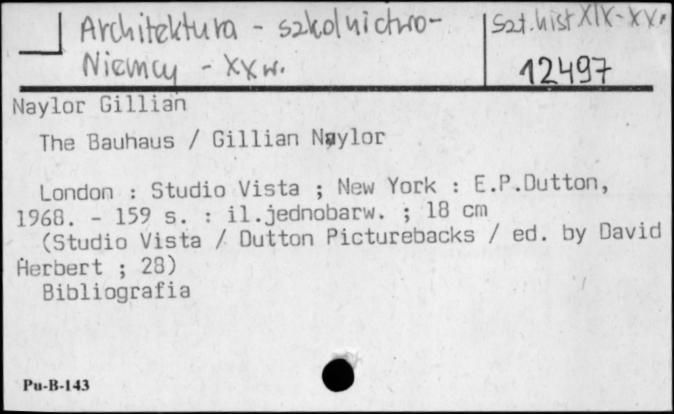 Architektura - szkolnictwo-
Niemcy - XX w.
Szt. hist XIX-XX.
12497
Naylor Gillian
The Bauhaus / Gillian Naylor
London : Studio Vista ; New York : E.P.Dutton,
1968. - 159 s. : il.jednobarw. ; 18 cm
(Studio Vista / Dutton Picturebacks / ed. by David
Herbert ; 28)
Bibliografia
Pu-B-143